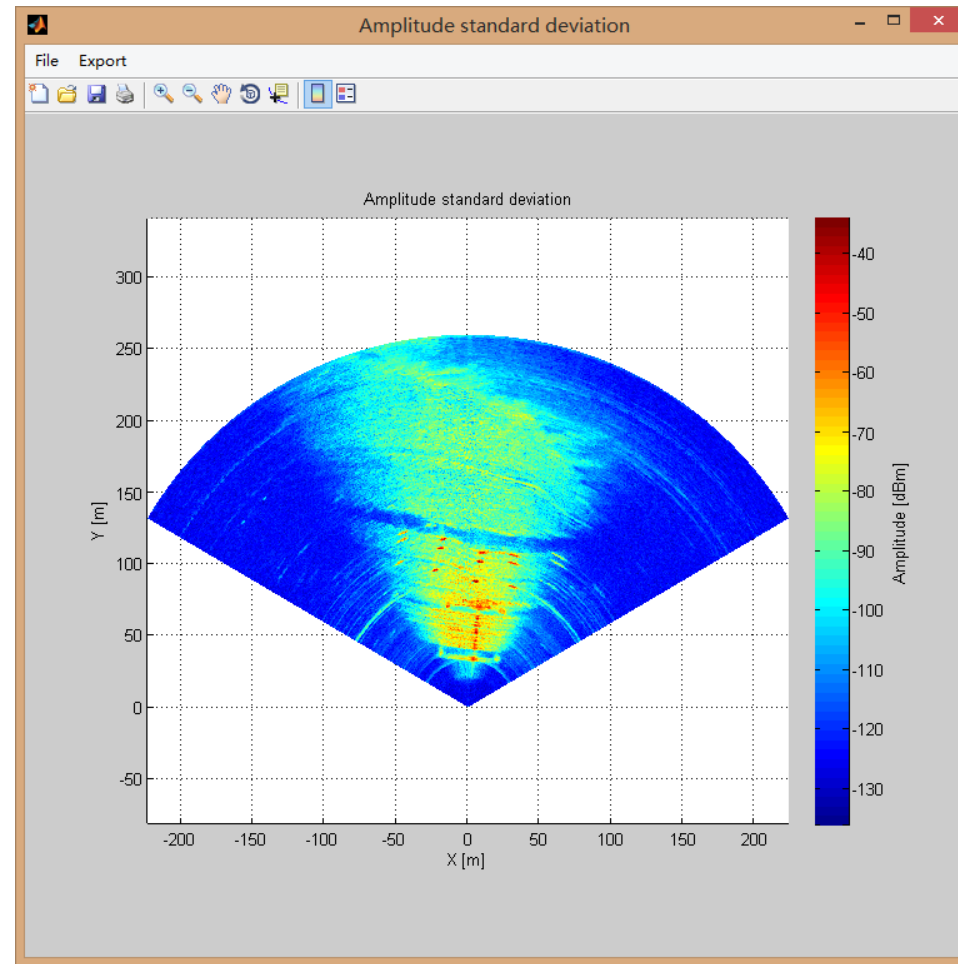 Amplitude standard deviation
File Export
Amplitude standard deviation
300
250
200
150
100
50
0
-50
Y [m]
-200 -150 -100 -50 0 50 100 150 200
X [m]
-40
-50
-60
-70
-80
-90
-100
-110
-120
-130
Amplitude [dBm]